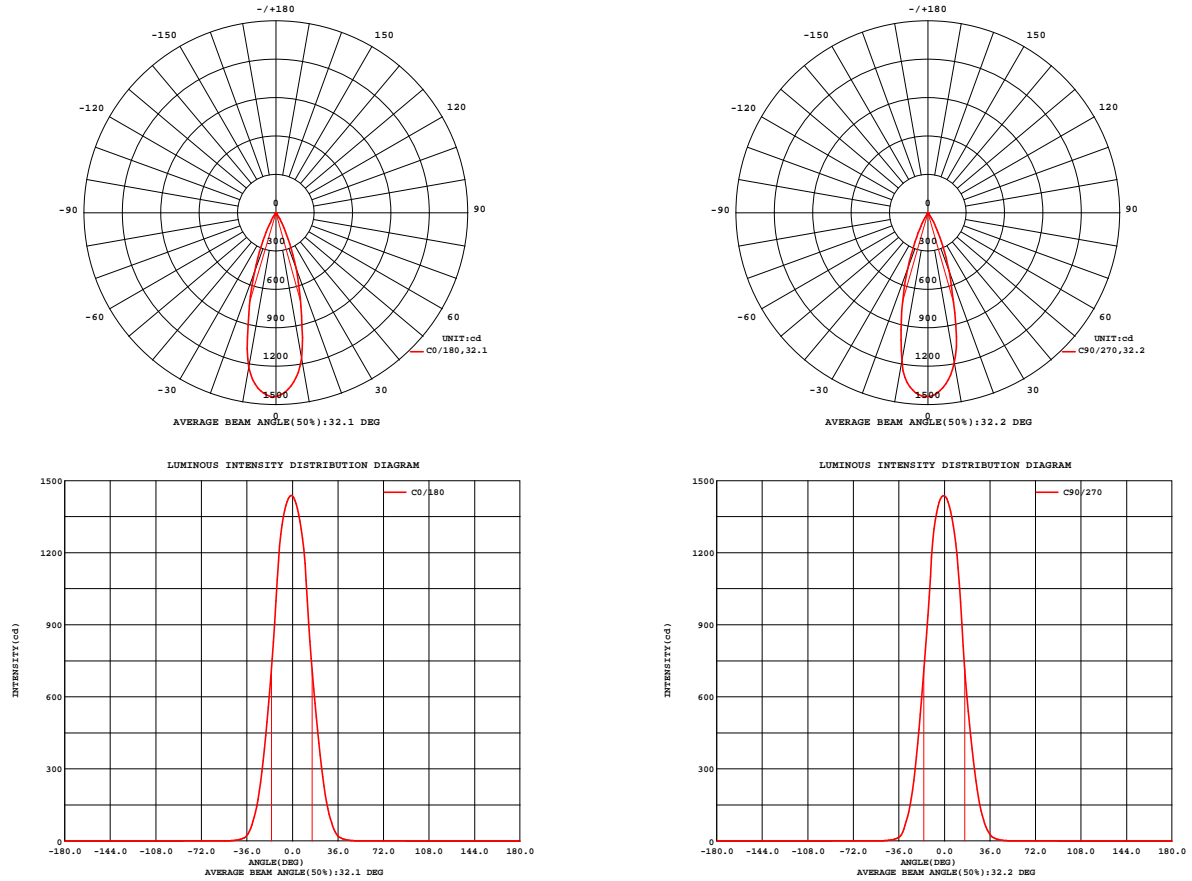 -/+180
-150
150
-120
120
-90
90
-60
60
-30
30
0
0
300
600
900
1200
1500
UNIT:cd
C0/180,32.1
AVERAGE BEAM ANGLE(50%):32.1 DEG
-/+180
-150
150
-120
120
-90
90
-60
60
-30
30
0
0
300
600
900
1200
1500
UNIT:cd
C90/270,32.2
AVERAGE BEAM ANGLE(50%):32.2 DEG
LUMINOUS INTENSITY DISTRIBUTION DIAGRAM
C0/180
INTENSITY(cd)
1500
1200
900
600
300
0
-180.0 -144.0 -108.0 -72.0 -36.0 0.0 36.0 72.0 108.0 144.0 180.0
ANGLE(DEG)
AVERAGE BEAM ANGLE(50%):32.1 DEG
LUMINOUS INTENSITY DISTRIBUTION DIAGRAM
C90/270
INTENSITY(cd)
1500
1200
900
600
300
0
-180.0 -144.0 -108.0 -72.0 -36.0 0.0 36.0 72.0 108.0 144.0 180.0
ANGLE(DEG)
AVERAGE BEAM ANGLE(50%):32.2 DEG